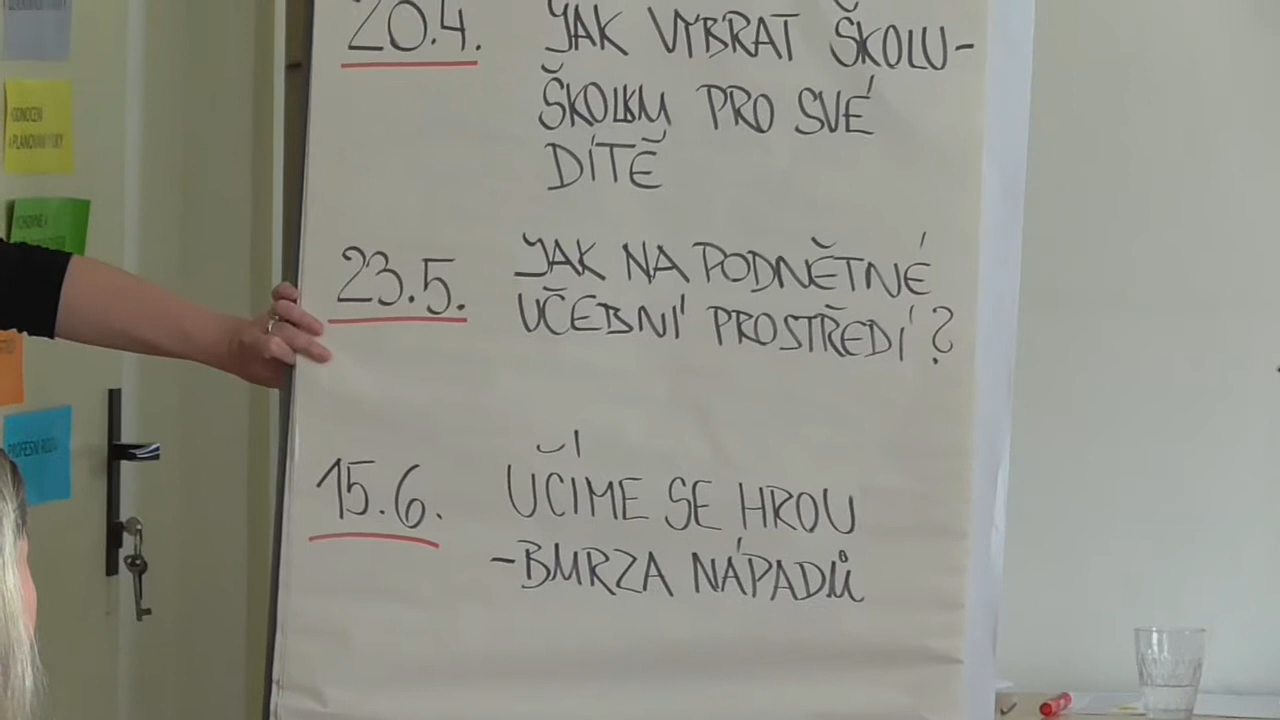 20.4. JAK VYBRAT ŠKOLU-
ŠKOLKU PRO SVÉ
DÍTĚ
23.5. JAK NA PODNĚTNÉ
UČEBNÍ PROSTŘEDÍ?
15.6. UČÍME SE HROU
-BURZA NÁPADŮ